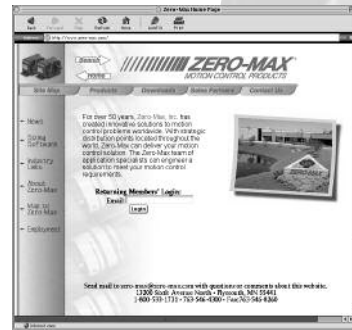 Zero-Max Home Page
Search
Home
ZERO-MAX
MOTION CONTROL PRODUCTS
Site Map Products Downloads Sales Partners Contact Us
News
Sizing
Software
Industry
Links
About
Zero-Max
Map to
Zero-Max
Employment
For over 50 years, Zero-Max, Inc. has
created innovative solutions to motion
control problems worldwide. With strategic
distribution points located throughout the
world, Zero-Max can deliver your motion
control solution. The Zero-Max team of
application specialists can engineer a
solution to meet your motion control
requirements.
Returning Members' Login:
Email:
Login
Send mail to zero-max@zero-max.com with questions or comments about this website.
13200 Sixth Avenue North - Plymouth, MN 55441
1-800-533-1731 - 763-546-4300 - Fax:763-546-8260